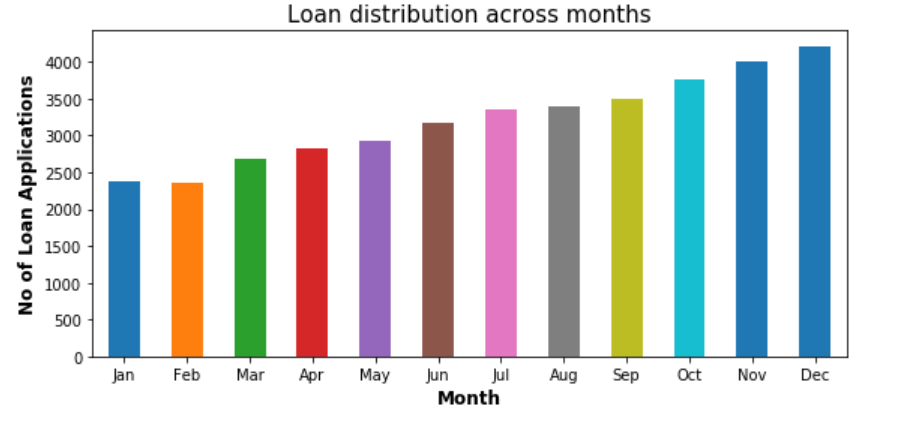 Loan distribution across months
No of Loan Applications
4000
3500
3000
2500
2000
1500
1000
500
0
Jan Feb Mar Apr May Jun Jul Aug Sep Oct Nov Dec
Month